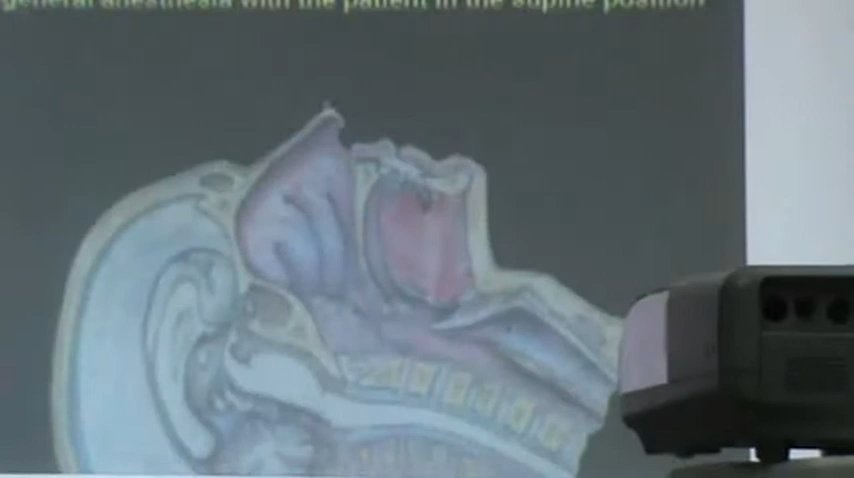 general anesthesia with the patient in the supine position